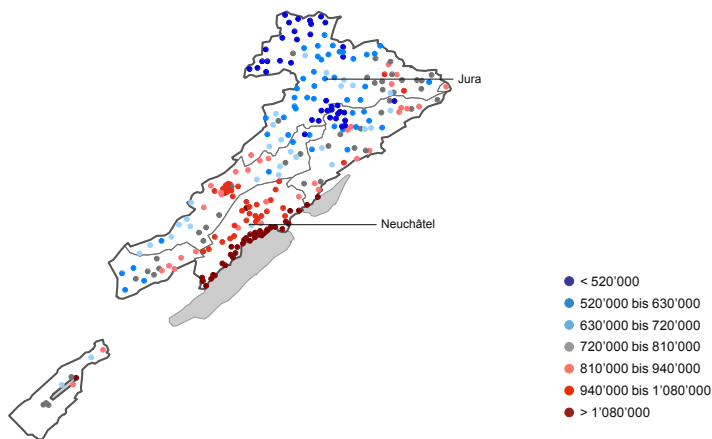 Jura
Neuchâtel
< 520’000
520’000 bis 630’000
630’000 bis 720’000
720’000 bis 810’000
810’000 bis 940’000
940’000 bis 1’080’000
> 1’080’000